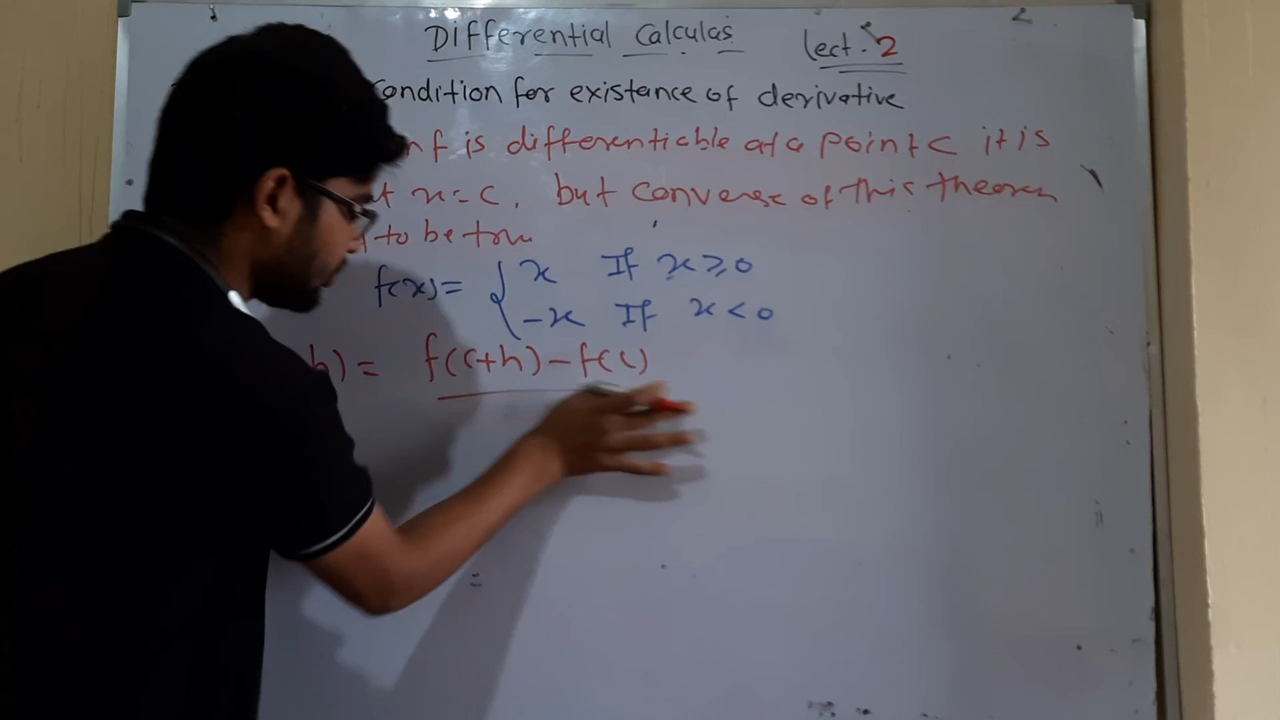 Differential Calculas Lect. 2
Condition for existance of derivative
f is differentiable at a point C it is
x = c, but converse of this theorem
to be true
f(x) = { x If x ≥ 0
-x If x < 0
h) = f(c+h) - f(c)